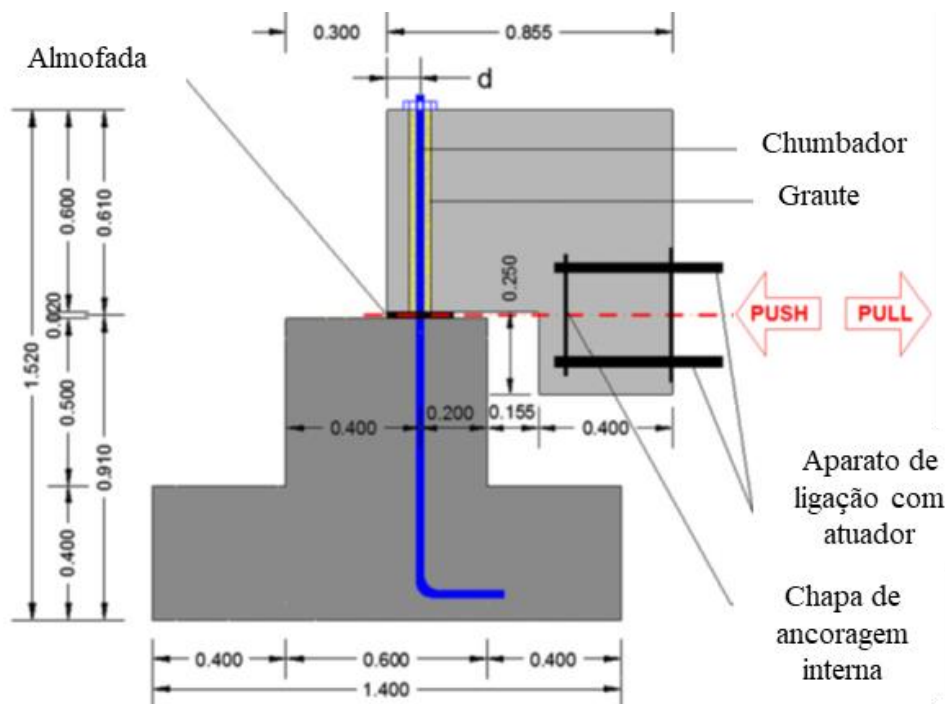 0.300
0.855
Almofada
d
Chumbador
Graute
0.600
0.610
0.250
0.020
1.520
PUSH
PULL
0.500
0.910
0.400
0.200
0.155
0.400
0.400
Aparato de
ligação com
atuador
Chapa de
ancoragem
interna
0.400
0.600
0.400
1.400